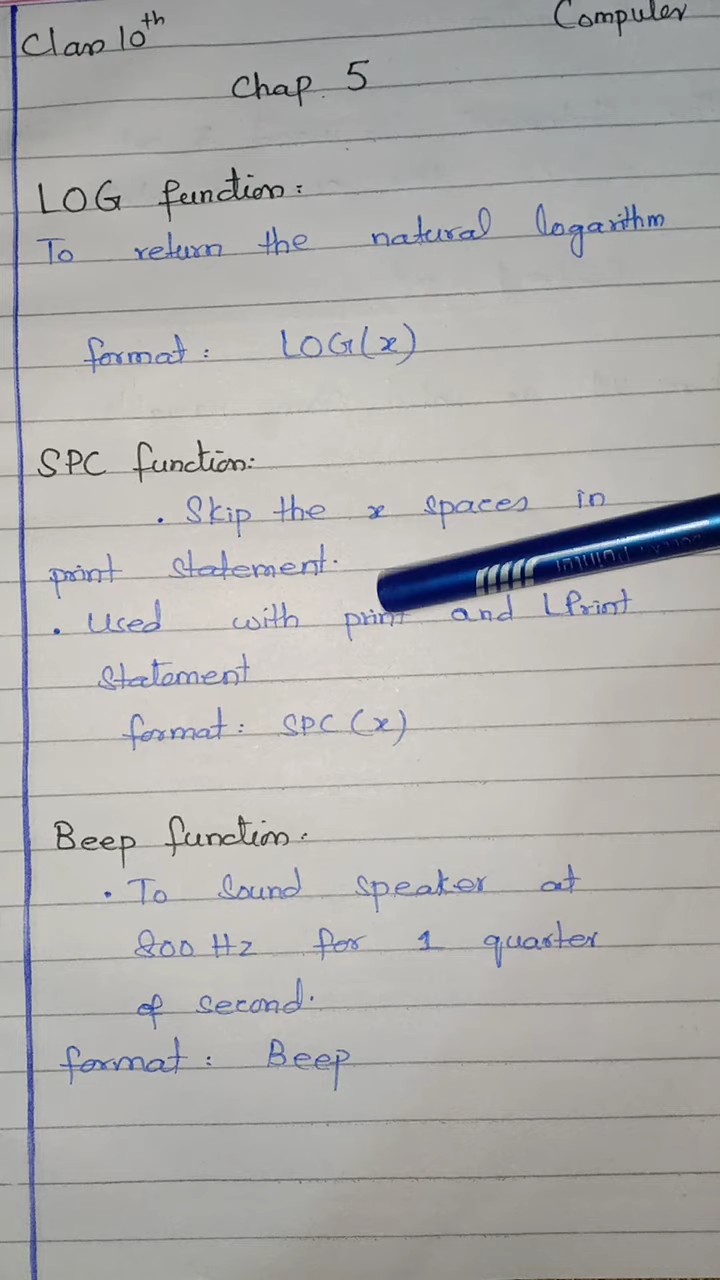 Class 10th
Computer
Chap. 5
LOG function:
To return the natural logarithm
format: LOG(x)
SPC function:
. Skip the x spaces in
print statement.
. Used with print and LPrint
statement
format: SPC (x)
Beep function.
. To sound speaker at
800 Hz for 1 quarter
of second.
format: Beep